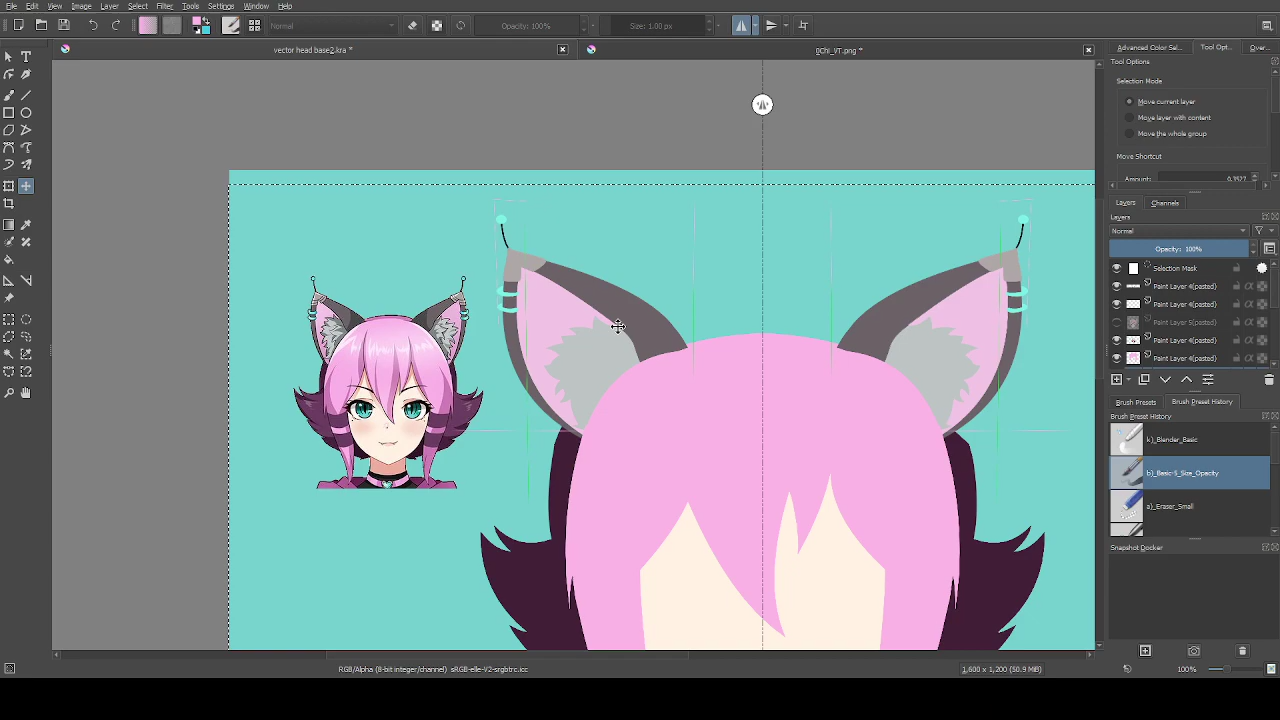 File Edit View Image Layer Select Filter Tools Settings Window Help
Normal Opacity: 100% Size: 1.00 px
vector head base2.kra * 0Chi_VT.png *
Advanced Color Sel... Tool Opt... Over...
Tool Options
Selection Mode
Move current layer
Move layer with content
Move the whole group
Move Shortcut
Amount: 0.3527
Layers Channels
Layers
Normal
Opacity: 100%
Selection Mask
Paint Layer 4(pasted)
Paint Layer 4(pasted)
Paint Layer 5(pasted)
Paint Layer 4(pasted)
Paint Layer 4(pasted)
Brush Presets Brush Preset History
Brush Preset History
k)_Blender_Basic
b)_Basic-5_Size_Opacity
a)_Eraser_Small
Snapshot Docker
RGB/Alpha (8-bit integer/channel) sRGB-elle-V2-srgbtrc.icc 1,600 x 1,200 (50.9 MiB) 100%